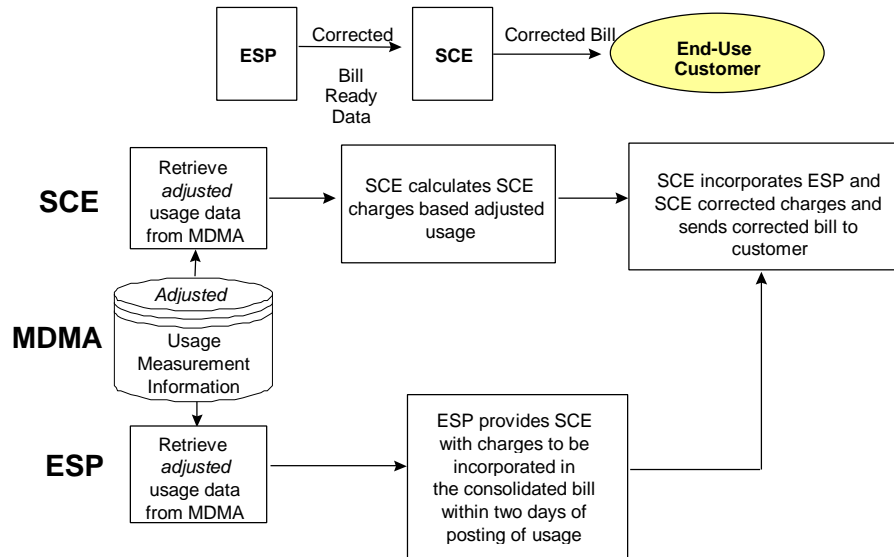 ESP
Corrected
Bill
Ready
Data
SCE
Corrected Bill
End-Use
Customer
SCE
Retrieve
adjusted
usage data
from MDMA
SCE calculates SCE
charges based adjusted
usage
SCE incorporates ESP and
SCE corrected charges and
sends corrected bill to
customer
MDMA
Adjusted
Usage
Measurement
Information
ESP
Retrieve
adjusted
usage data
from MDMA
ESP provides SCE
with charges to be
incorporated in
the consolidated bill
within two days of
posting of usage